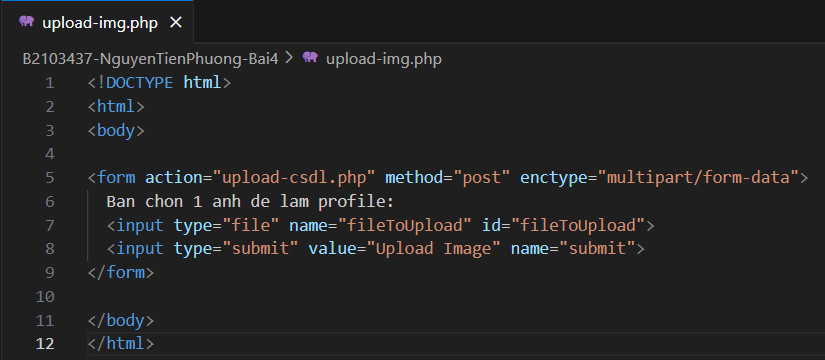 upload-img.php
B2103437-NguyenTienPhuong-Bai4 > upload-img.php
1 <!DOCTYPE html>
2 <html>
3 <body>
4
5 <form action="upload-csdl.php" method="post" enctype="multipart/form-data">
6 Ban chon 1 anh de lam profile:
7 <input type="file" name="fileToUpload" id="fileToUpload">
8 <input type="submit" value="Upload Image" name="submit">
9 </form>
10
11 </body>
12 </html>